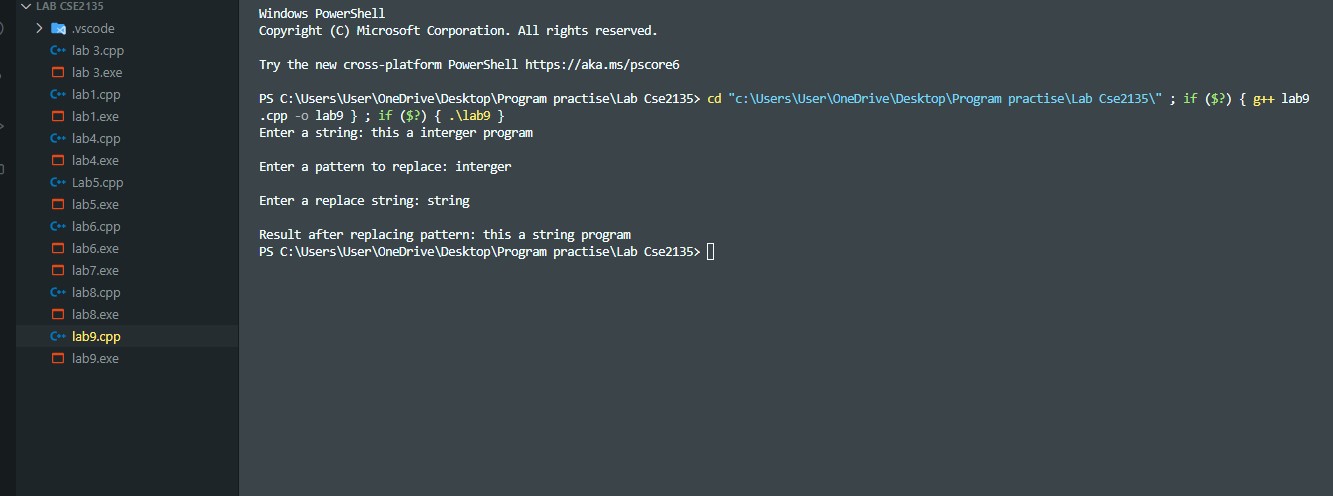 LAB CSE2135
.vscode
lab 3.cpp
lab 3.exe
lab1.cpp
lab1.exe
lab4.cpp
lab4.exe
Lab5.cpp
lab5.exe
lab6.cpp
lab6.exe
lab7.exe
lab8.cpp
lab8.exe
lab9.cpp
lab9.exe
Windows PowerShell
Copyright (C) Microsoft Corporation. All rights reserved.
Try the new cross-platform PowerShell https://aka.ms/pscore6
PS C:\Users\User\OneDrive\Desktop\Program practise\Lab Cse2135> cd "c:\Users\User\OneDrive\Desktop\Program practise\Lab Cse2135\" ; if ($?) { g++ lab9
.cpp -o lab9 } ; if ($?) { .\lab9 }
Enter a string: this a interger program
Enter a pattern to replace: interger
Enter a replace string: string
Result after replacing pattern: this a string program
PS C:\Users\User\OneDrive\Desktop\Program practise\Lab Cse2135>